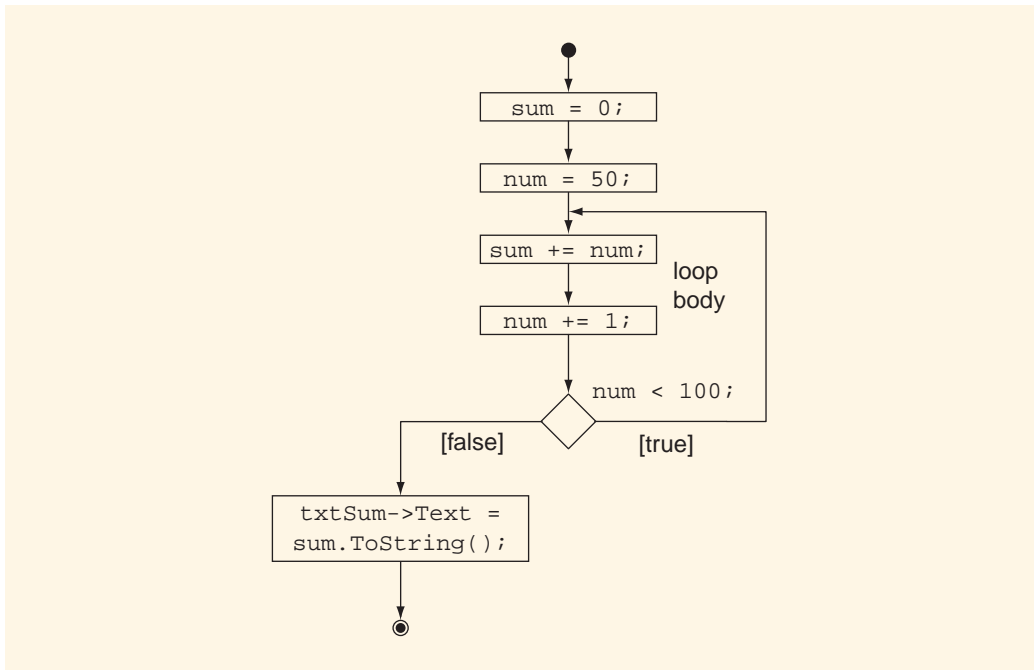 sum = 0;
num = 50;
sum += num;
loop
body
num += 1;
num < 100;
[false]
[true]
txtSum->Text =
sum.ToString();